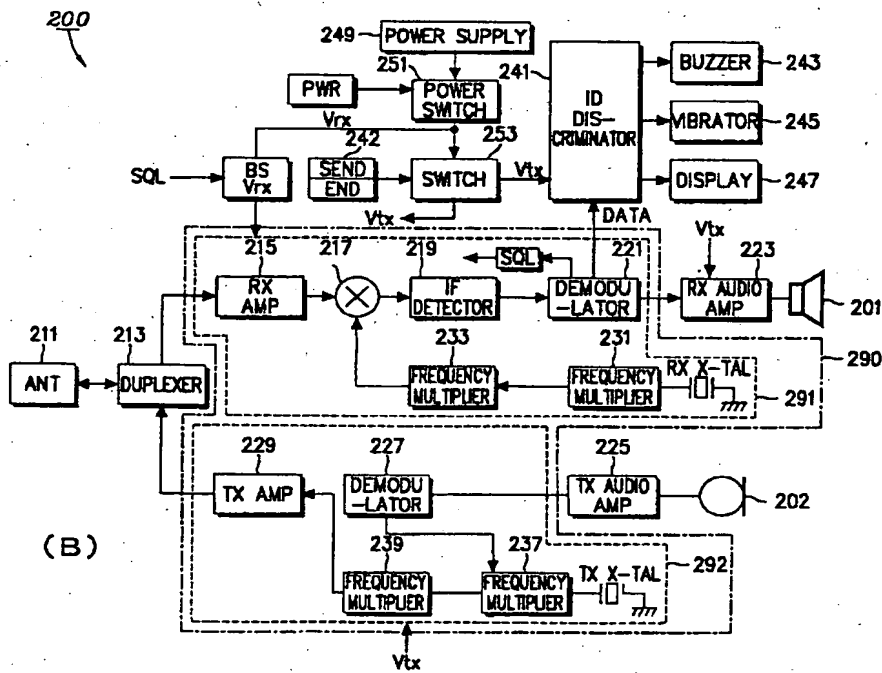 200
249
POWER SUPPLY
251
241
PWR
POWER
SWITCH
ID
DIS-
CRIMINATOR
BUZZER
243
VIBRATOR
245
DISPLAY
247
Vrx
242
253
SQL
BS
Vrx
SEND
END
SWITCH
Vtx
Vtx
DATA
Vtx
215
217
219
SQL
221
223
RX
AMP
IF
DETECTOR
DEMODU
-LATOR
RX AUDIO
AMP
201
211
213
233
231
290
ANT
DUPLEXER
FREQUENCY
MULTIPLIER
FREQUENCY
MULTIPLIER
RX X-TAL
291
229
227
225
TX AMP
DEMODU
-LATOR
TX AUDIO
AMP
202
(B)
239
237
292
FREQUENCY
MULTIPLIER
FREQUENCY
MULTIPLIER
TX X-TAL
Vtx